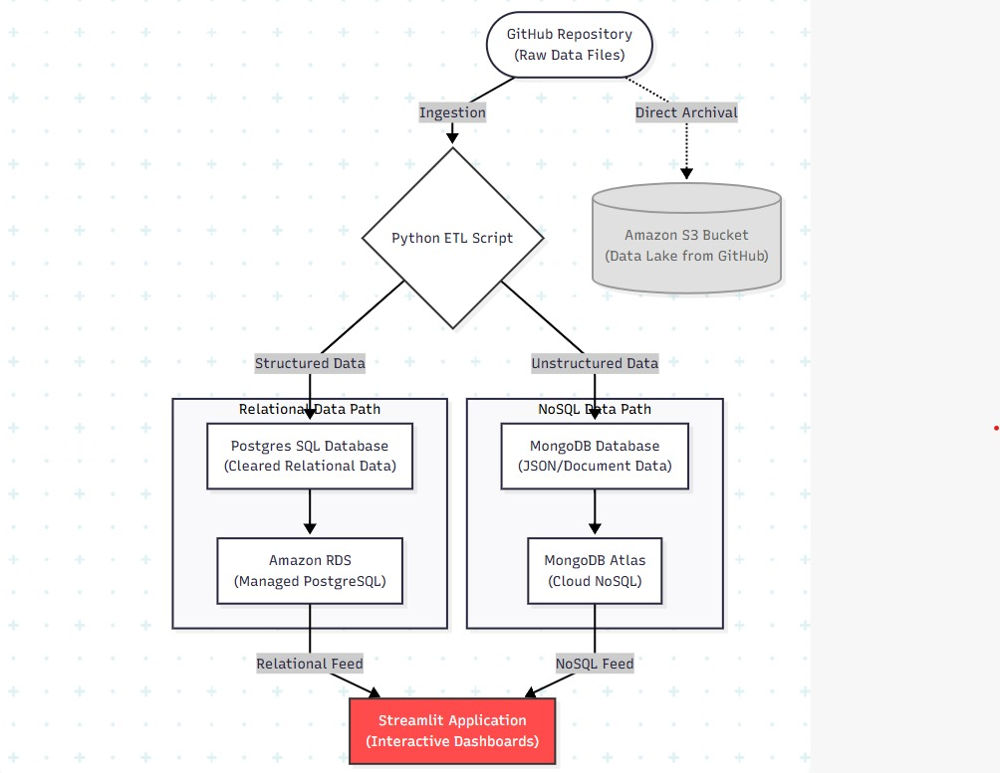 GitHub Repository
(Raw Data Files)
Ingestion
Direct Archival
Python ETL Script
Amazon S3 Bucket
(Data Lake from GitHub)
Structured Data
Unstructured Data
Relational Data Path
NoSQL Data Path
Postgres SQL Database
(Cleared Relational Data)
MongoDB Database
(JSON/Document Data)
Amazon RDS
(Managed PostgreSQL)
MongoDB Atlas
(Cloud NoSQL)
Relational Feed
NoSQL Feed
Streamlit Application
(Interactive Dashboards)